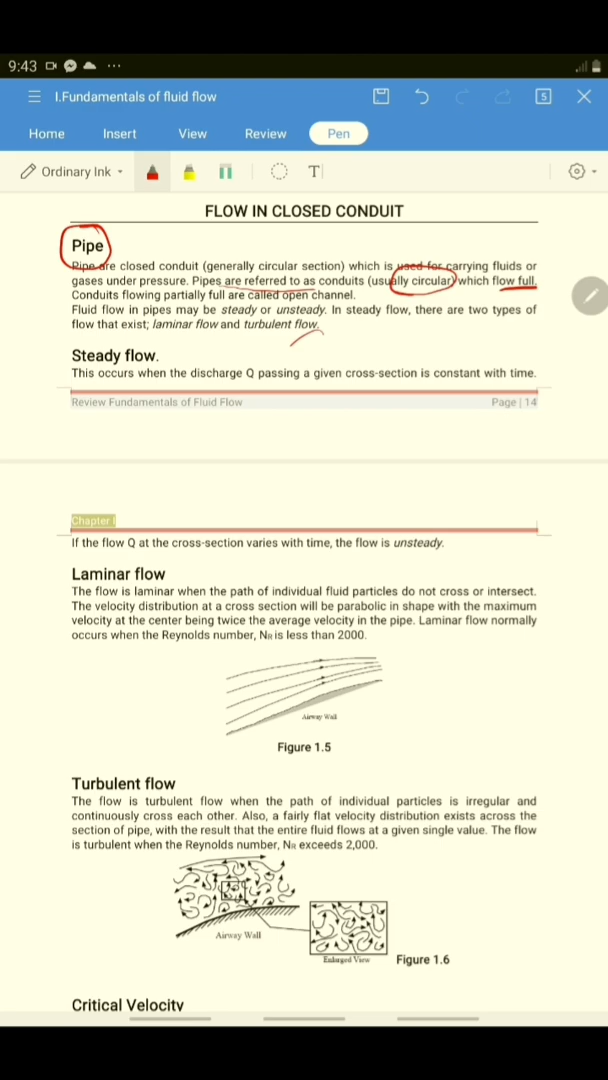 9:43 ...
I.Fundamentals of fluid flow
5
Home Insert View Review Pen
Ordinary Ink T
FLOW IN CLOSED CONDUIT
Pipe
Pipe are closed conduit (generally circular section) which is used for carrying fluids or
gases under pressure. Pipes are referred to as conduits (usually circular) which flow full.
Conduits flowing partially full are called open channel.
Fluid flow in pipes may be steady or unsteady. In steady flow, there are two types of
flow that exist; laminar flow and turbulent flow.
Steady flow.
This occurs when the discharge Q passing a given cross-section is constant with time.
Review Fundamentals of Fluid Flow Page | 14
Chapter I
If the flow Q at the cross-section varies with time, the flow is unsteady.
Laminar flow
The flow is laminar when the path of individual fluid particles do not cross or intersect.
The velocity distribution at a cross section will be parabolic in shape with the maximum
velocity at the center being twice the average velocity in the pipe. Laminar flow normally
occurs when the Reynolds number, NR is less than 2000.
Airway Wall
Figure 1.5
Turbulent flow
The flow is turbulent flow when the path of individual particles is irregular and
continuously cross each other. Also, a fairly flat velocity distribution exists across the
section of pipe, with the result that the entire fluid flows at a given single value. The flow
is turbulent when the Reynolds number, NR exceeds 2,000.
Airway Wall
Enlarged View
Figure 1.6
Critical Velocity